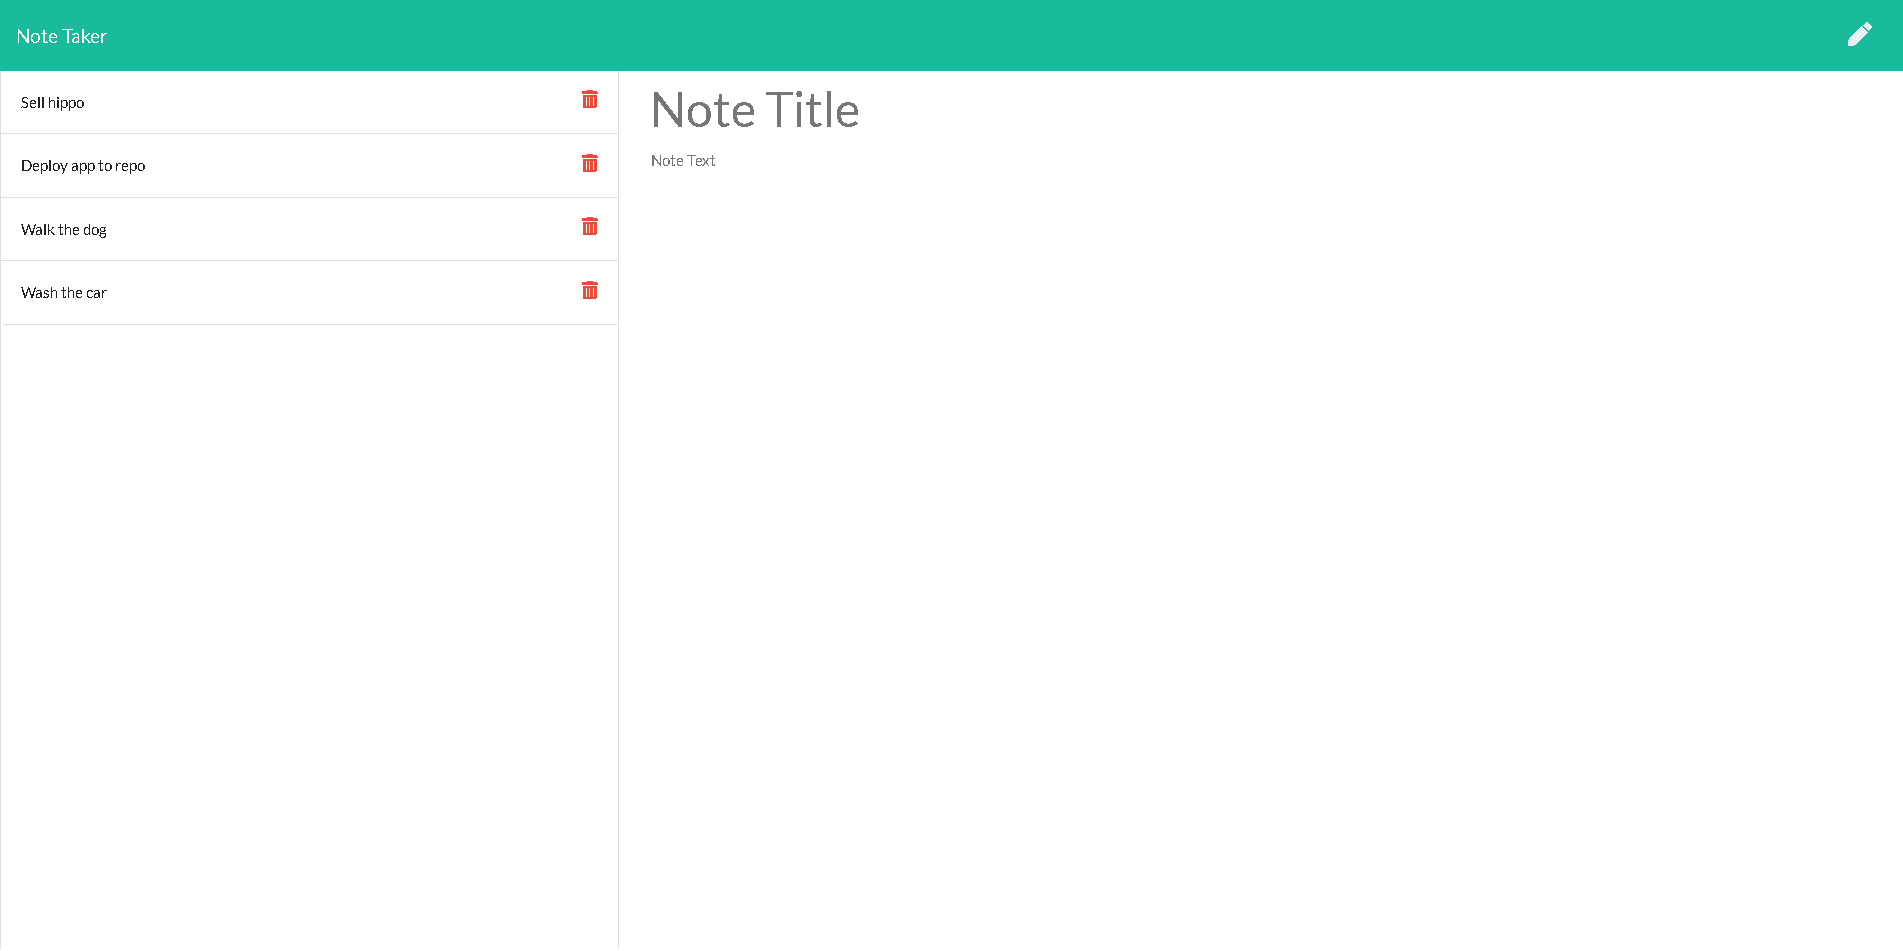 Note Taker
Sell hippo
Deploy app to repo
Walk the dog
Wash the car
Note Title
Note Text